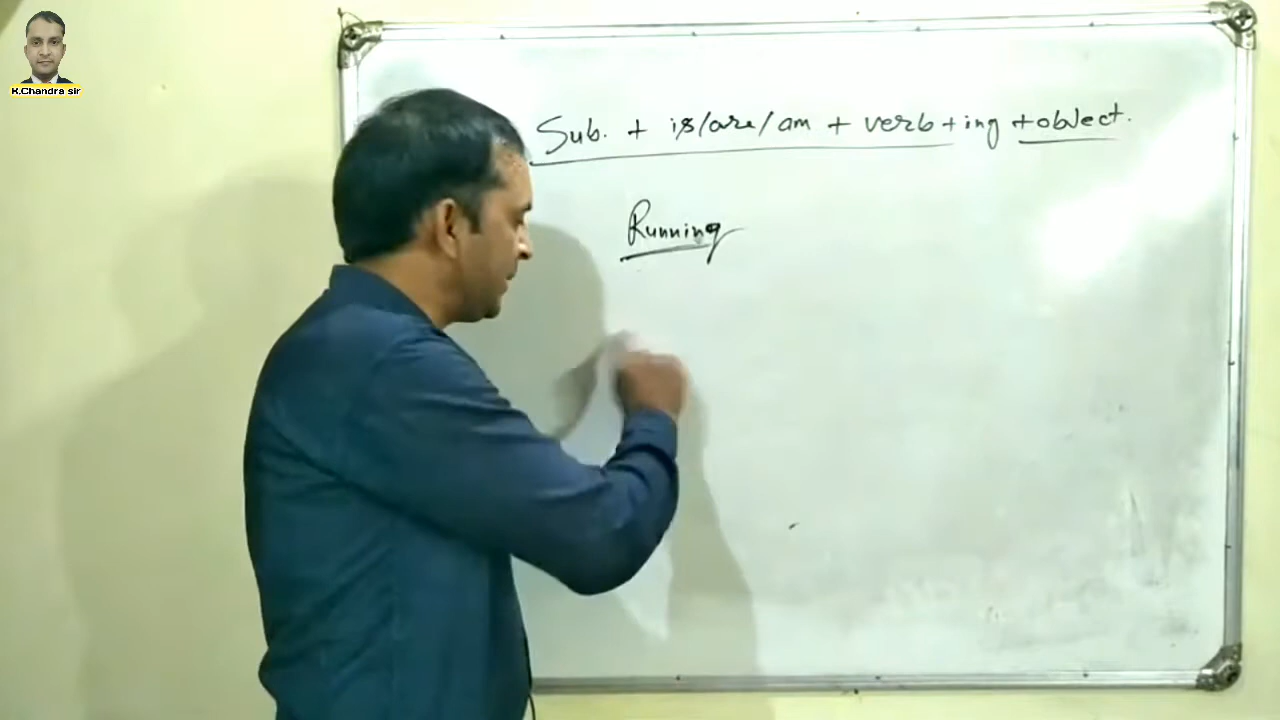 K.Chandra sir
Sub. + is/are/am + verb+ing +object.
Running